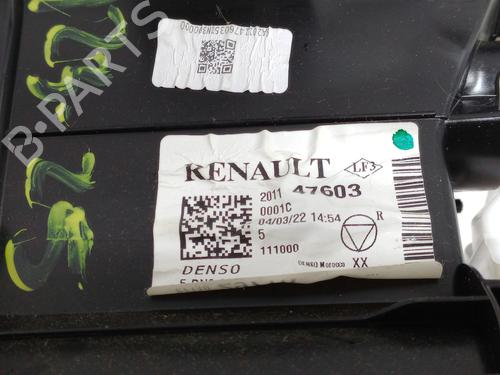 RENAULT
LF3
2011 47603
0001C
04/03/22 14:54
R
5
111000
DENSO
XX
B-PARTS